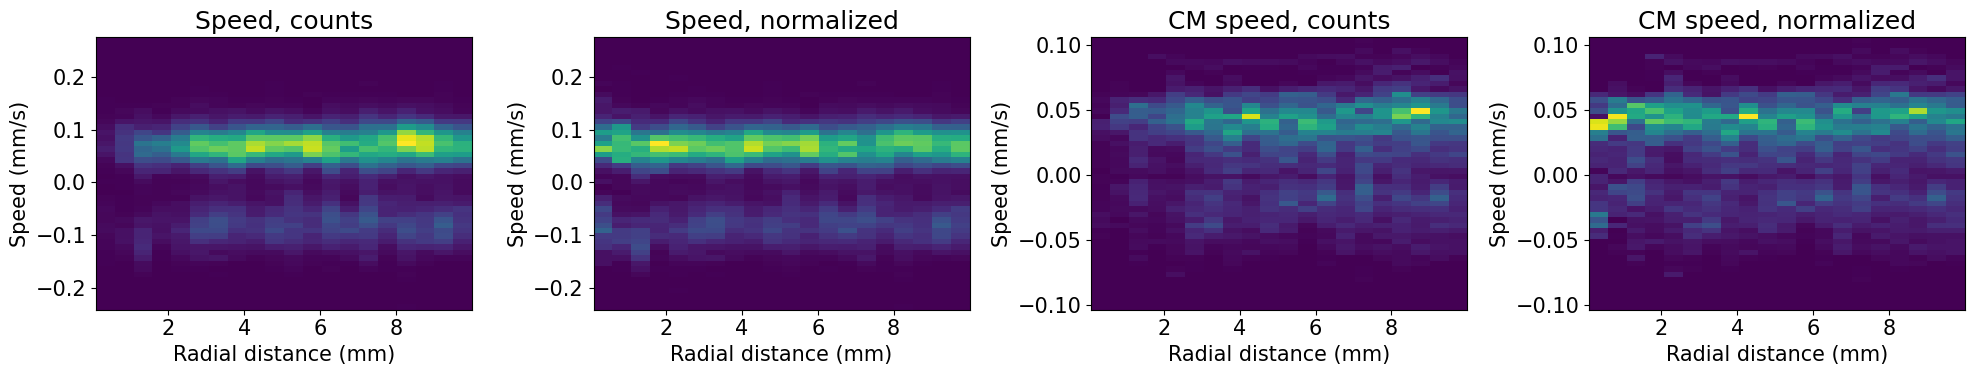 Speed, counts
Speed (mm/s)
0.2
0.1
0.0
−0.1
−0.2
2 4 6 8
Radial distance (mm)
Speed, normalized
Speed (mm/s)
0.2
0.1
0.0
−0.1
−0.2
2 4 6 8
Radial distance (mm)
CM speed, counts
Speed (mm/s)
0.10
0.05
0.00
−0.05
−0.10
2 4 6 8
Radial distance (mm)
CM speed, normalized
Speed (mm/s)
0.10
0.05
0.00
−0.05
−0.10
2 4 6 8
Radial distance (mm)